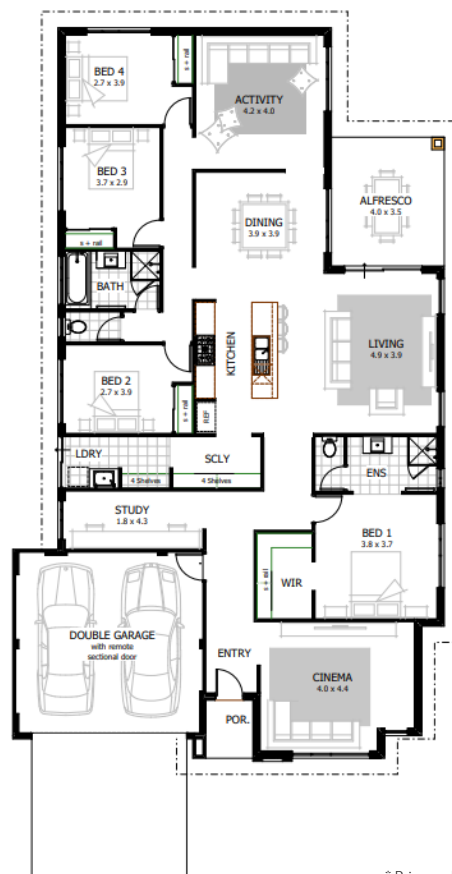 BED 4
2.7 x 3.9
s + rail
ACTIVITY
4.2 x 4.0
BED 3
3.7 x 2.9
s + rail
ALFRESCO
4.0 x 3.5
DINING
3.9 x 3.9
BATH
KITCHEN
LIVING
4.9 x 3.9
BED 2
2.7 x 3.9
s + rail
REF
LDRY
SCLY
4 Shelves
4 Shelves
ENS
STUDY
1.8 x 4.3
BED 1
3.8 x 3.7
s + rail
WIR
DOUBLE GARAGE
with remote
sectional door
ENTRY
CINEMA
4.0 x 4.4
POR.